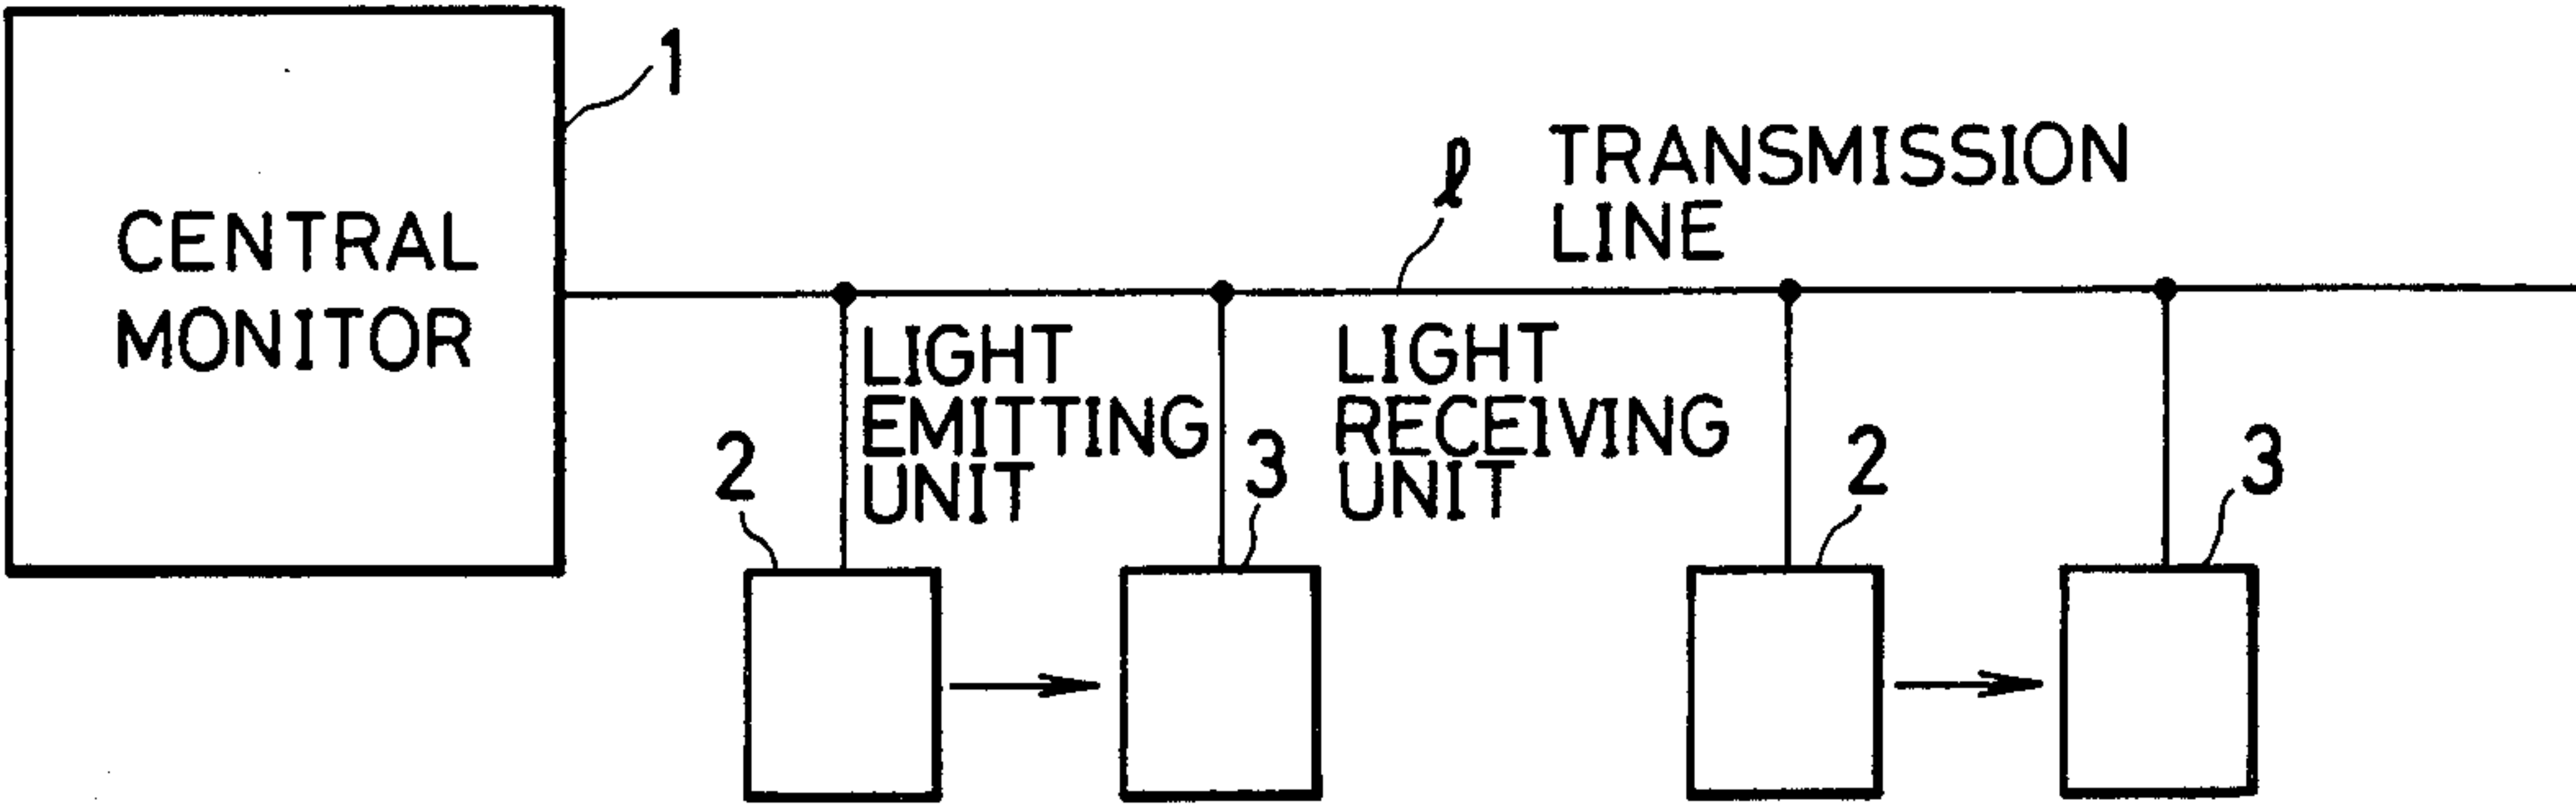 1
CENTRAL
MONITOR
ℓ
TRANSMISSION
LINE
LIGHT
EMITTING
UNIT
LIGHT
RECEIVING
UNIT
2
3
2
3